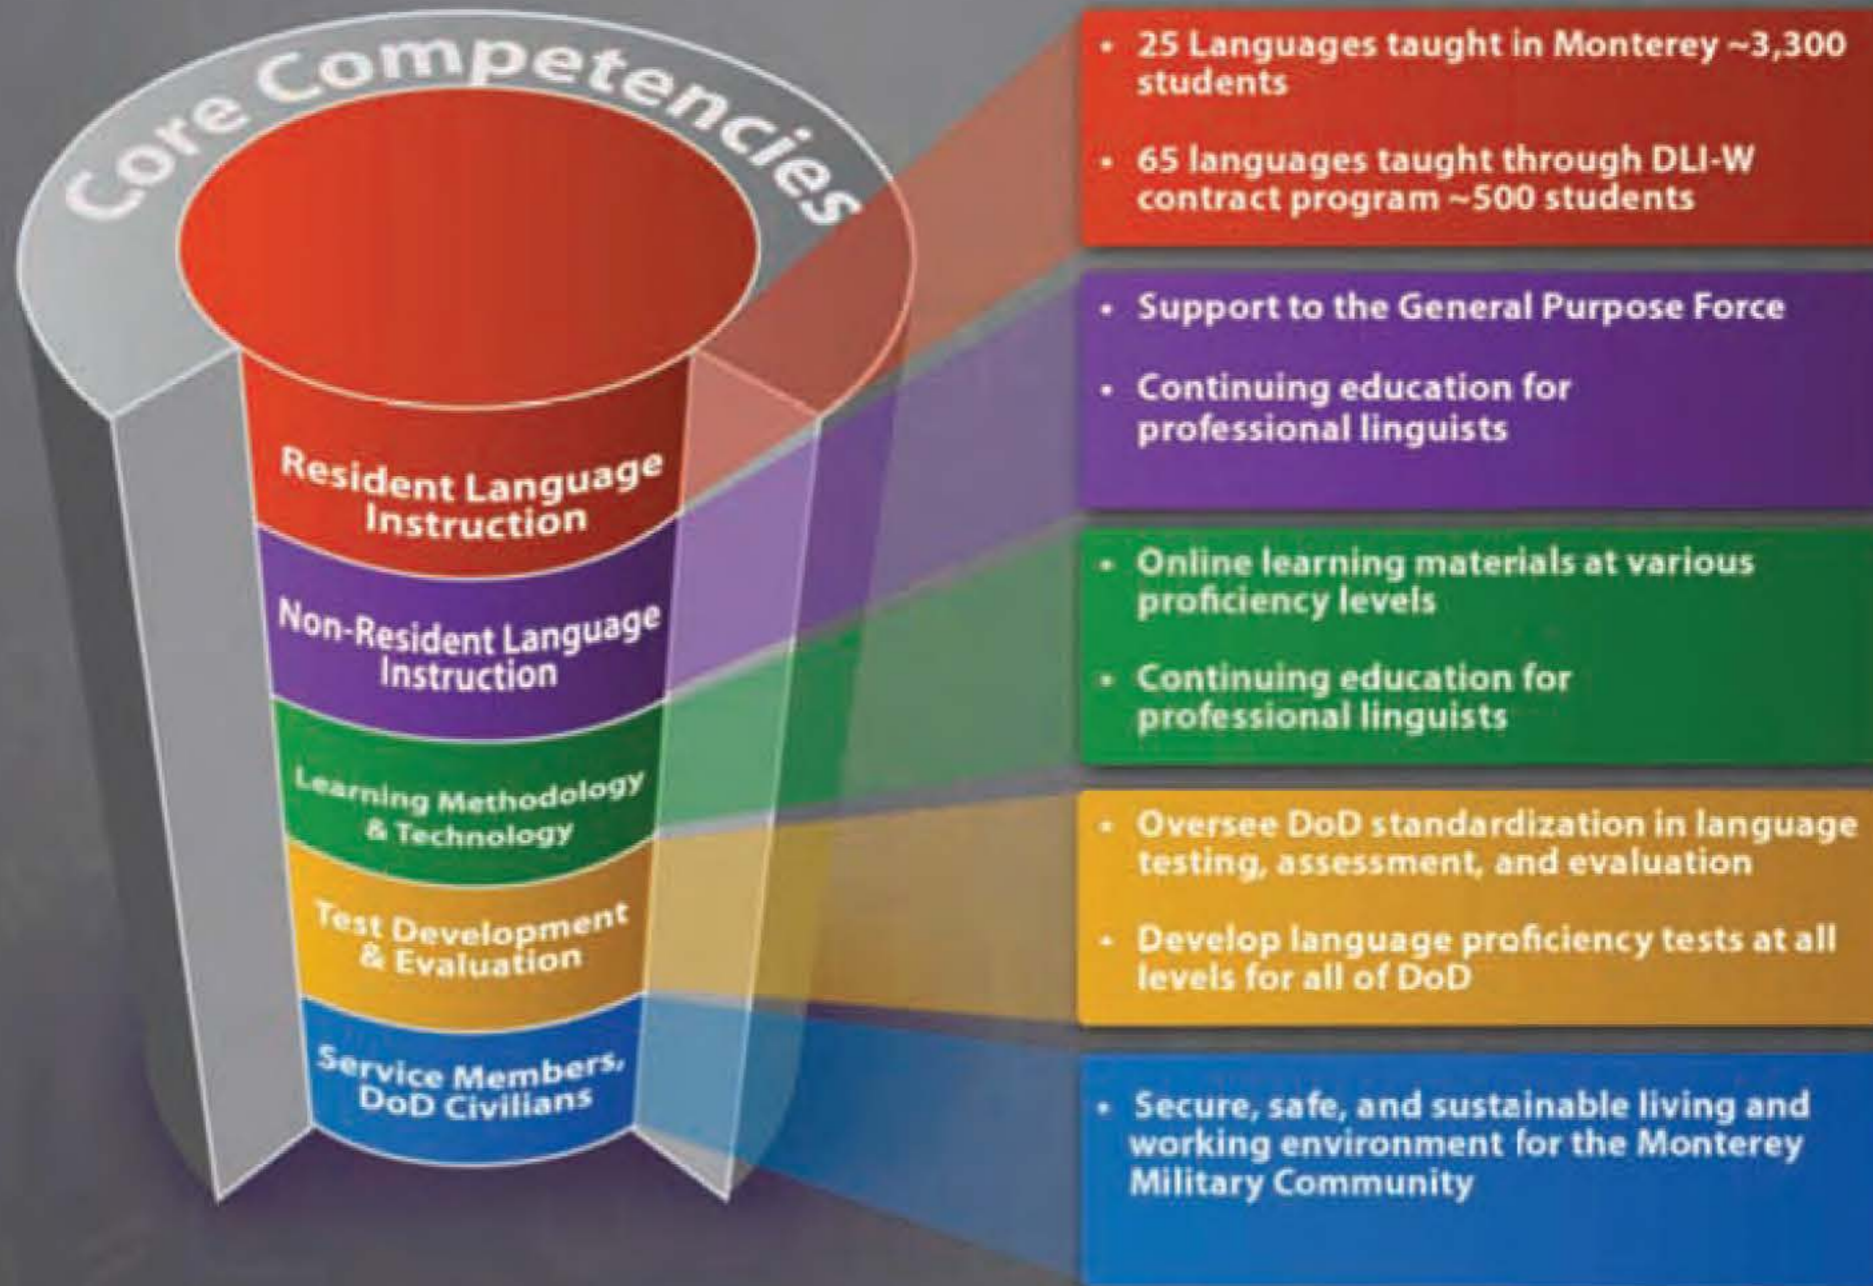 Core Competencies
Resident Language
Instruction
Non-Resident Language
Instruction
Learning Methodology
& Technology
Test Development
& Evaluation
Service Members,
DoD Civilians
• 25 Languages taught in Monterey ~3,300
students
• 65 languages taught through DLI-W
contract program ~500 students
• Support to the General Purpose Force
• Continuing education for
professional linguists
• Online learning materials at various
proficiency levels
• Continuing education for
professional linguists
• Oversee DoD standardization in language
testing, assessment, and evaluation
• Develop language proficiency tests at all
levels for all of DoD
• Secure, safe, and sustainable living and
working environment for the Monterey
Military Community